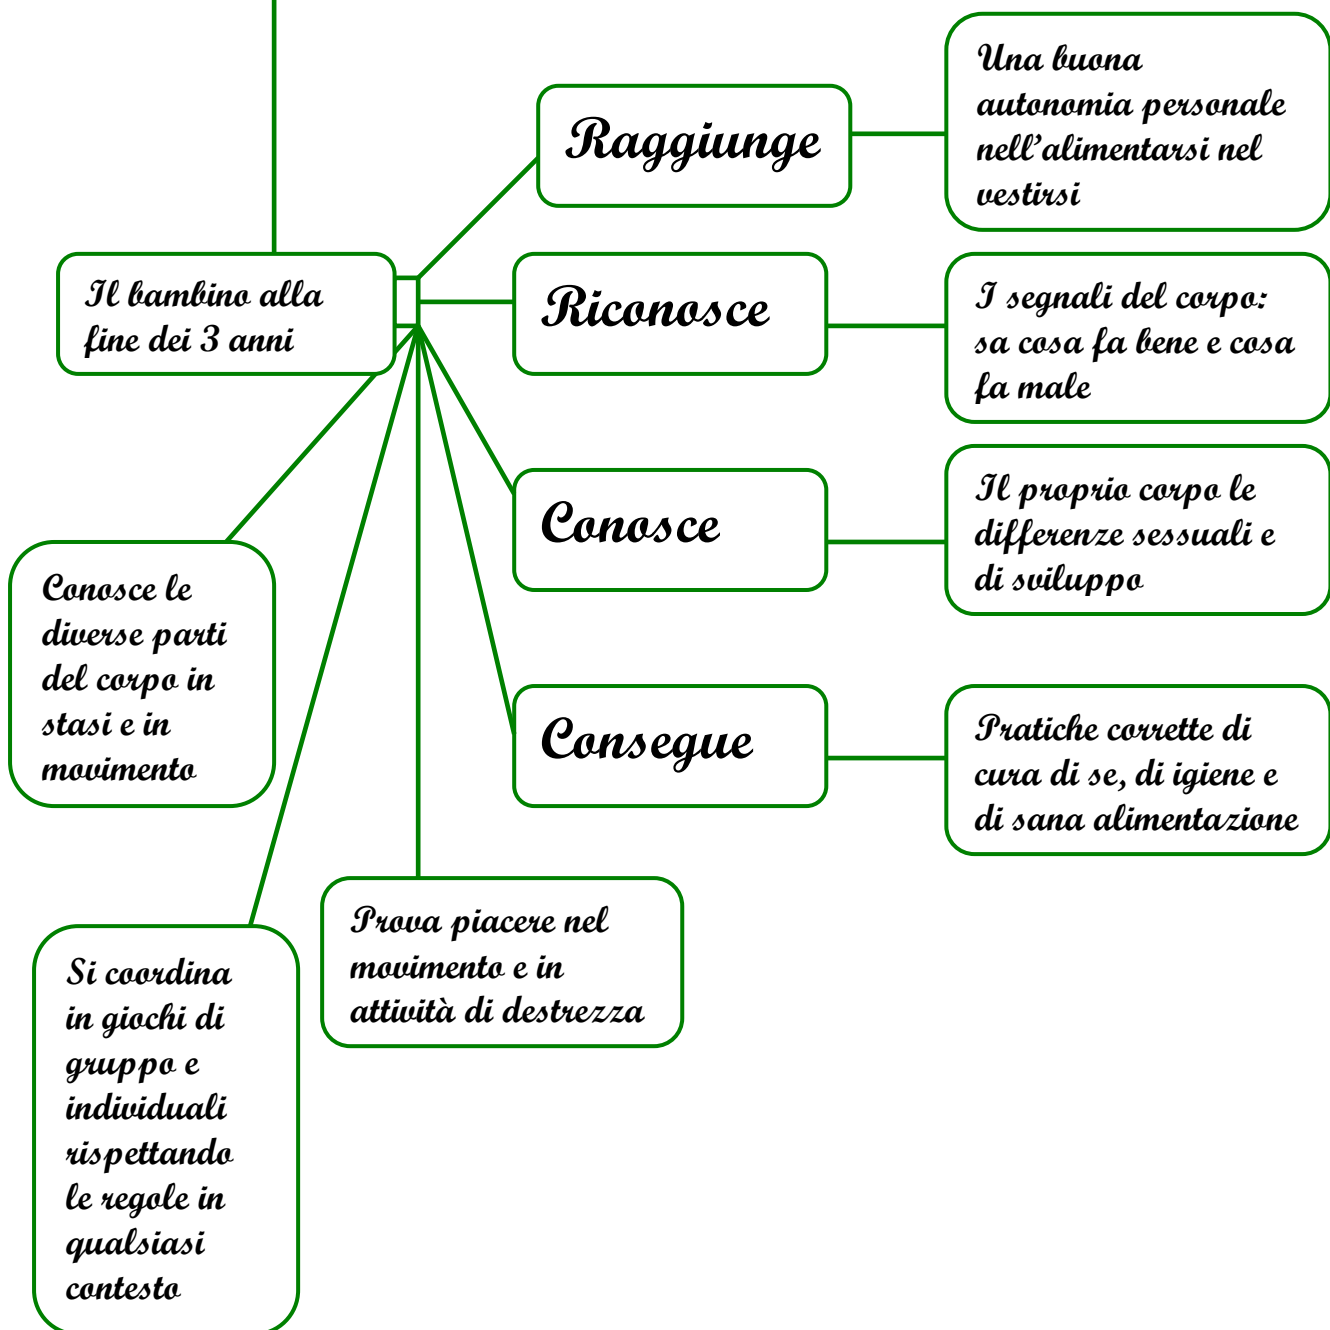 Una buona
autonomia personale
nell'alimentarsi nel
vestirsi
Raggiunge
Il bambino alla
fine dei 3 anni
Riconosce
I segnali del corpo:
sa cosa fa bene e cosa
fa male
Conosce
Il proprio corpo le
differenze sessuali e
di sviluppo
Conosce le
diverse parti
del corpo in
stasi e in
movimento
Consegue
Pratiche corrette di
cura di se, di igiene e
di sana alimentazione
Prova piacere nel
movimento e in
attività di destrezza
Si coordina
in giochi di
gruppo e
individuali
rispettando
le regole in
qualsiasi
contesto